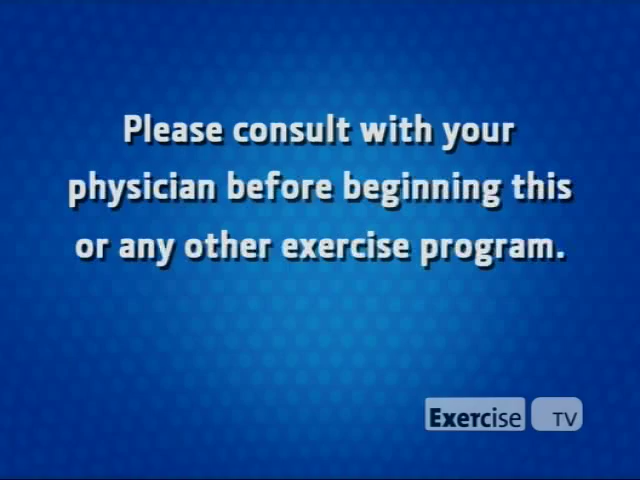 Please consult with your
physician before beginning this
or any other exercise program.
Exercise TV